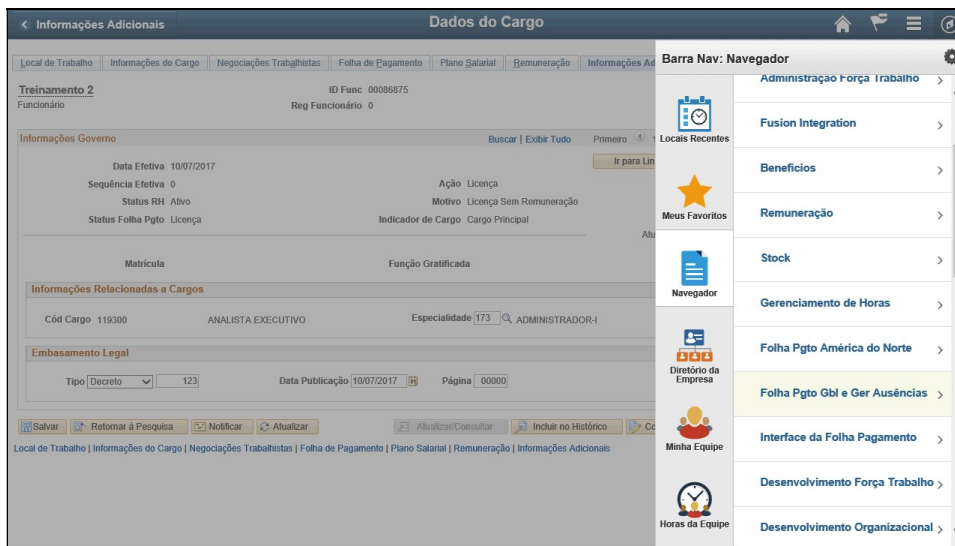 Informações Adicionais
Dados do Cargo
Local de Trabalho
Informações do Cargo
Negociações Trabalhistas
Folha de Pagamento
Plano Salarial
Remuneração
Informações Ad
Treinamento 2
ID Func 00086875
Funcionário
Reg Funcionário 0
Informações Governo
Buscar | Exibir Tudo
Primeiro
1
Ir para Lin
Data Efetiva 10/07/2017
Sequência Efetiva 0
Ação Licença
Status RH Ativo
Motivo Licença Sem Remuneração
Status Folha Pgto Licença
Indicador de Cargo Cargo Principal
Atu
Matrícula
Função Gratificada
Informações Relacionadas a Cargos
Cód Cargo 119300
ANALISTA EXECUTIVO
Especialidade 173
ADMINISTRADOR-I
Embasamento Legal
Tipo Decreto
123
Data Publicação 10/07/2017
Página 00000
Salvar
Retornar à Pesquisa
Notificar
Atualizar
Atualizar/Consultar
Incluir no Histórico
Co
Local de Trabalho | Informações do Cargo | Negociações Trabalhistas | Folha de Pagamento | Plano Salarial | Remuneração | Informações Adicionais
Barra Nav: Navegador
Locais Recentes
Meus Favoritos
Navegador
Diretório da
Empresa
Minha Equipe
Horas da Equipe
Administração Força Trabalho
Fusion Integration
Benefícios
Remuneração
Stock
Gerenciamento de Horas
Folha Pgto América do Norte
Folha Pgto Gbl e Ger Ausências
Interface da Folha Pagamento
Desenvolvimento Força Trabalho
Desenvolvimento Organizacional